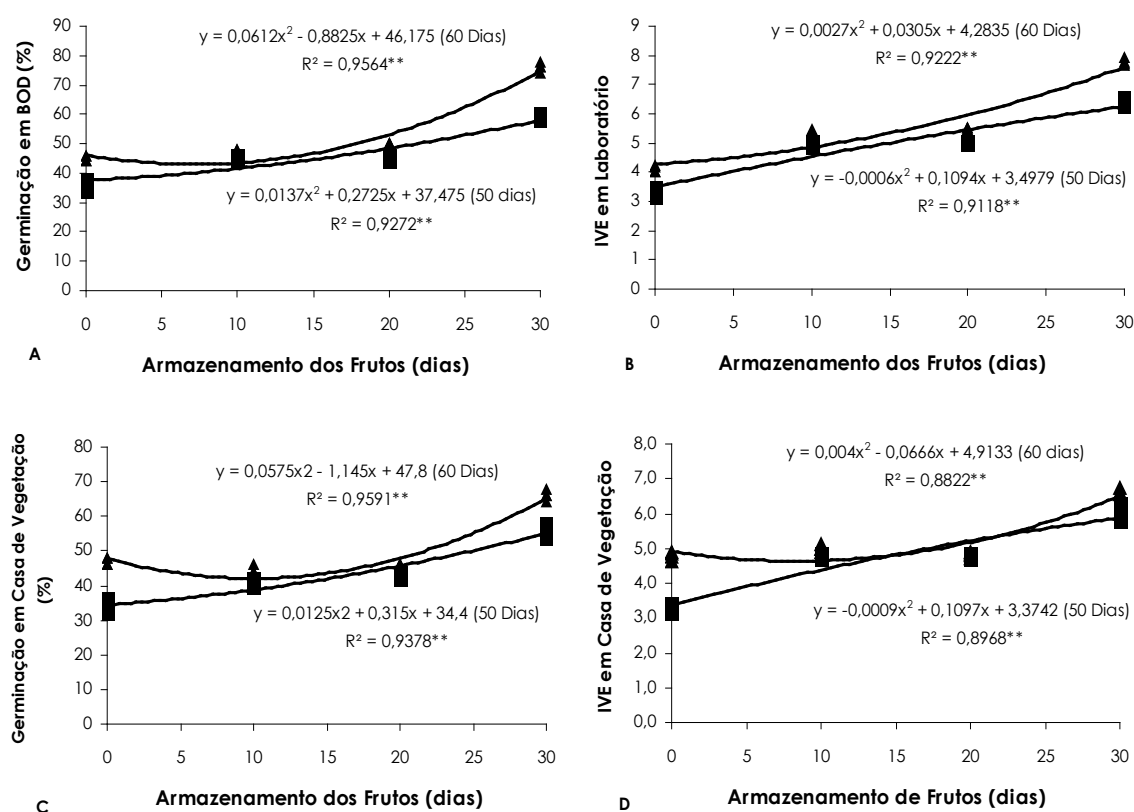 Germinação em BOD (%)
90
80
70
60
50
40
30
20
10
0
y = 0,0612x² - 0,8825x + 46,175 (60 Dias)
R² = 0,9564**
y = 0,0137x² + 0,2725x + 37,475 (50 dias)
R² = 0,9272**
0 5 10 15 20 25 30
A
Armazenamento dos Frutos (dias)
IVE em Laboratório
9
8
7
6
5
4
3
2
1
0
y = 0,0027x² + 0,0305x + 4,2835 (60 Dias)
R² = 0,9222**
y = -0,0006x² + 0,1094x + 3,4979 (50 Dias)
R² = 0,9118**
0 5 10 15 20 25 30
B
Armazenamento dos Frutos (dias)
Germinação em Casa de Vegetação
(%)
80
70
60
50
40
30
20
10
0
y = 0,0575x2 - 1,145x + 47,8 (60 Dias)
R² = 0,9591**
y = 0,0125x2 + 0,315x + 34,4 (50 Dias)
R² = 0,9378**
0 5 10 15 20 25 30
C
Armazenamento dos Frutos (dias)
IVE em Casa de Vegetação
8,0
7,0
6,0
5,0
4,0
3,0
2,0
1,0
0,0
y = 0,004x² - 0,0666x + 4,9133 (60 dias)
R² = 0,8822**
y = -0,0009x² + 0,1097x + 3,3742 (50 Dias)
R² = 0,8968**
0 10 20 30
D
Armazenamento de Frutos (dias)